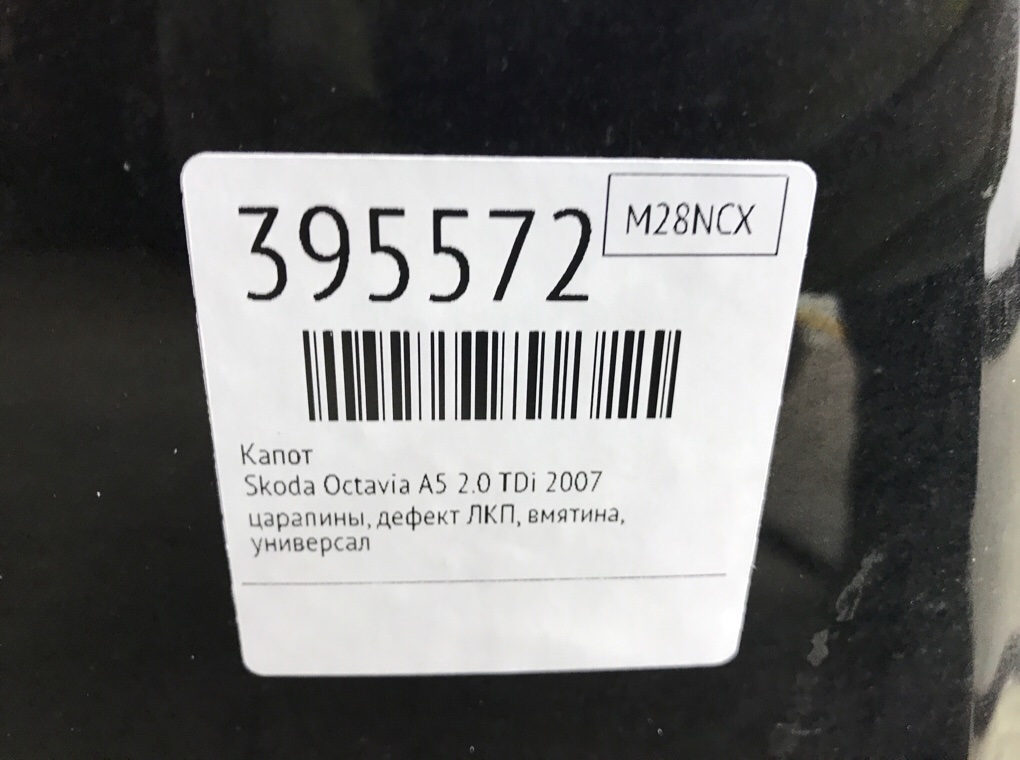 395572
M28NCX
Капот
Skoda Octavia A5 2.0 TDi 2007
царапины, дефект ЛКП, вмятина,
универсал